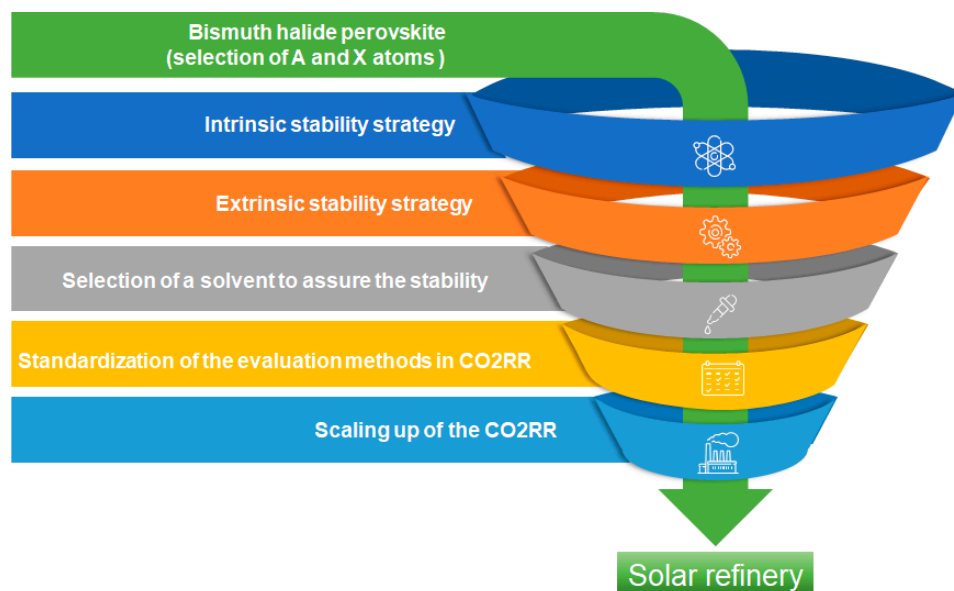 Bismuth halide perovskite
(selection of A and X atoms )
Intrinsic stability strategy
Extrinsic stability strategy
Selection of a solvent to assure the stability
Standardization of the evaluation methods in CO2RR
Scaling up of the CO2RR
Solar refinery